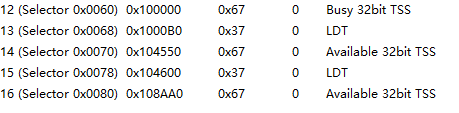 12 (Selector 0x0060) 0x100000 0x67 0 Busy 32bit TSS
13 (Selector 0x0068) 0x1000B0 0x37 0 LDT
14 (Selector 0x0070) 0x104550 0x67 0 Available 32bit TSS
15 (Selector 0x0078) 0x104600 0x37 0 LDT
16 (Selector 0x0080) 0x108AA0 0x67 0 Available 32bit TSS